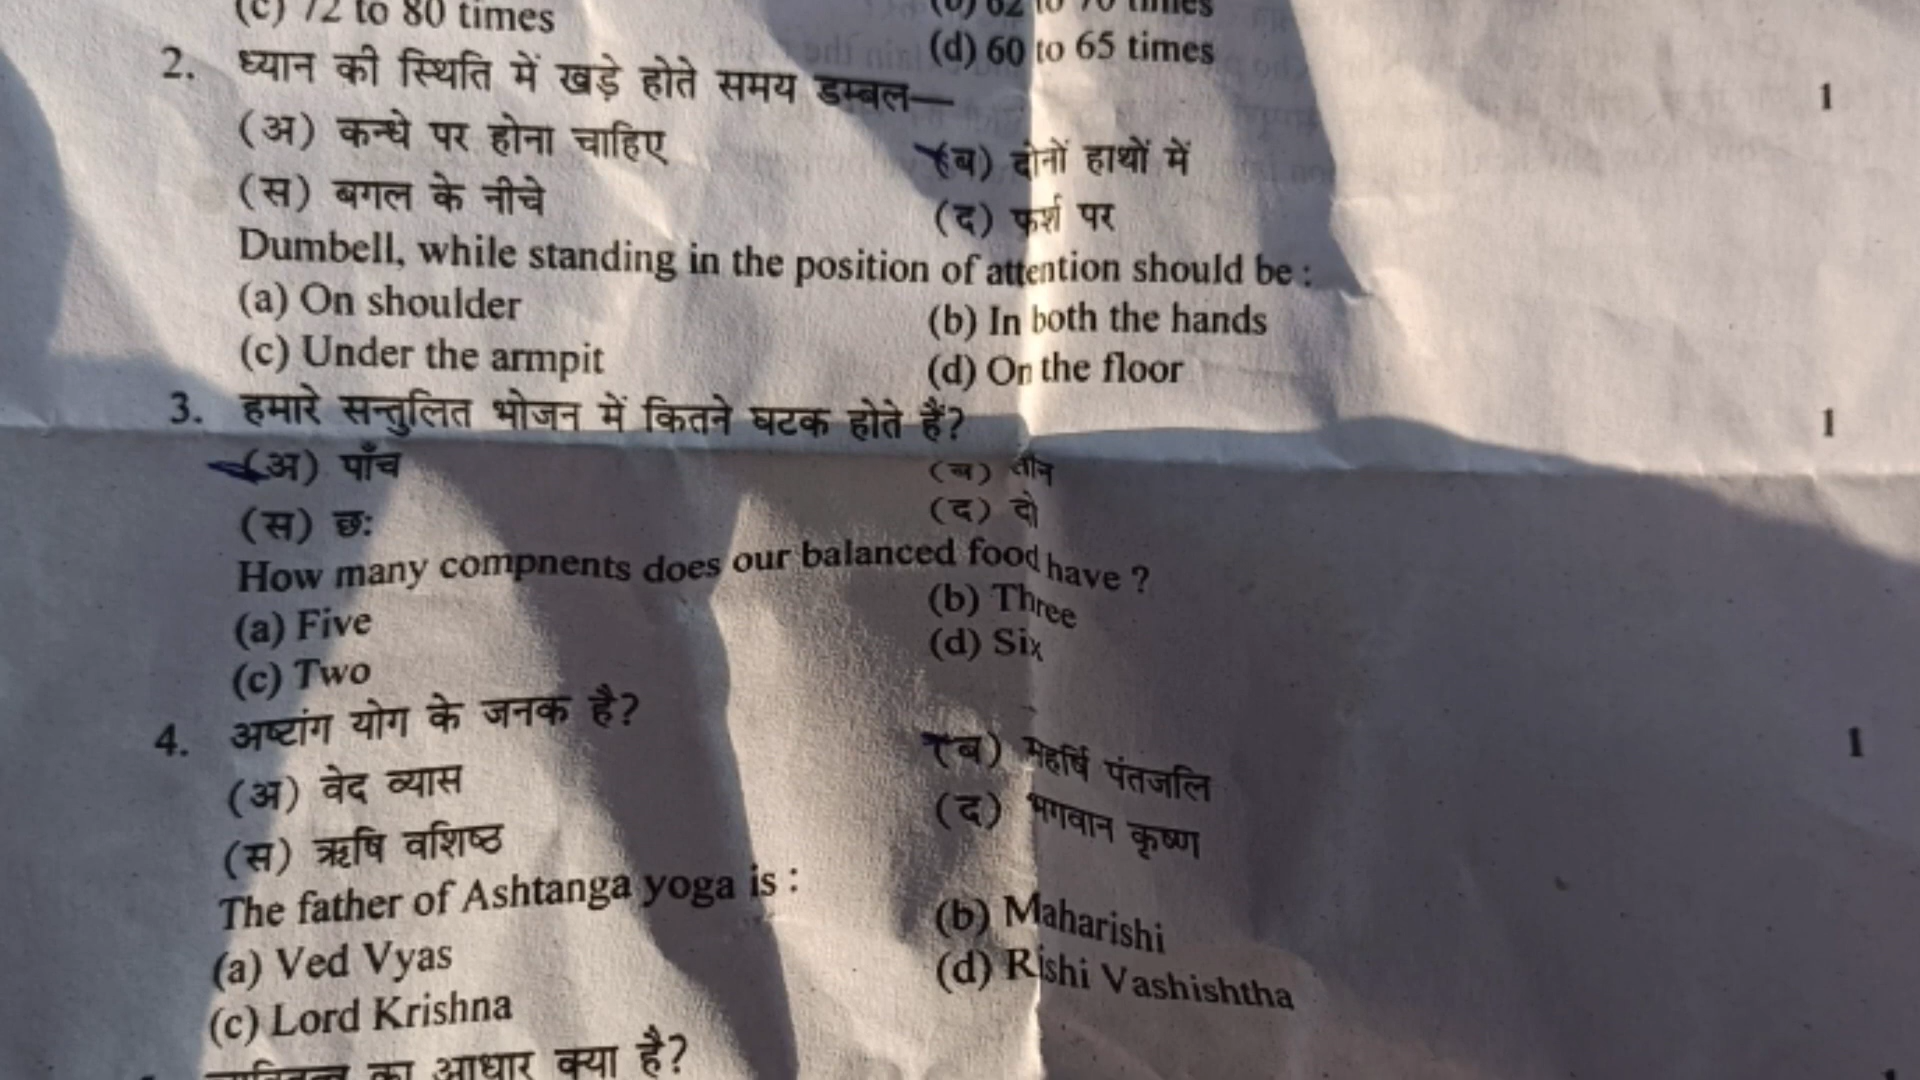 (c) 72 to 80 times (b) 62 to 70 times
(d) 60 to 65 times
2. ध्यान की स्थिति में खड़े होते समय डम्बल— 1
(अ) कन्धे पर होना चाहिए (ब) दोनों हाथों में
(स) बगल के नीचे (द) फर्श पर
Dumbell, while standing in the position of attention should be :
(a) On shoulder (b) In both the hands
(c) Under the armpit (d) On the floor
3. हमारे सन्तुलित भोजन में कितने घटक होते हैं? 1
(अ) पाँच (ब) तीन
(स) छः (द) दो
How many compnents does our balanced food have ?
(a) Five (b) Three
(c) Two (d) Six
4. अष्टांग योग के जनक है? 1
(अ) वेद व्यास (ब) महर्षि पंतजलि
(स) ऋषि वशिष्ठ (द) भगवान कृष्ण
The father of Ashtanga yoga is :
(a) Ved Vyas (b) Maharishi
(c) Lord Krishna (d) Rishi Vashishtha
का आधार क्या है?